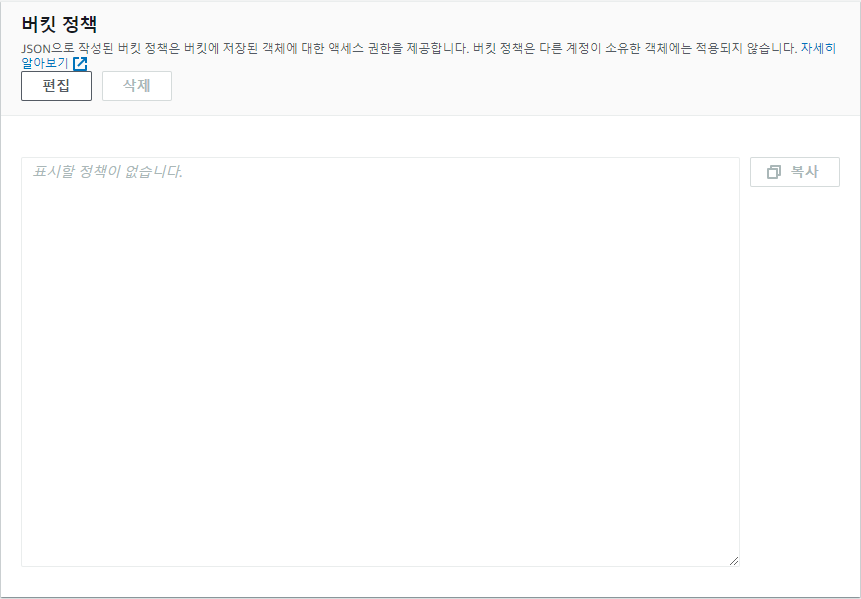 버킷 정책
JSON으로 작성된 버킷 정책은 버킷에 저장된 객체에 대한 액세스 권한을 제공합니다. 버킷 정책은 다른 계정이 소유한 객체에는 적용되지 않습니다. 자세히
알아보기
편집 삭제
표시할 정책이 없습니다.
복사